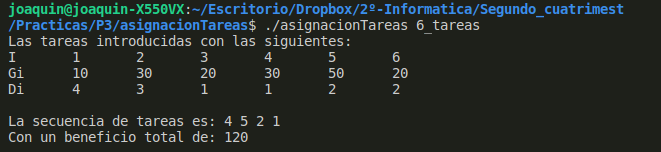 joaquin@joaquin-X550VX:~/Escritorio/Dropbox/2º-Informatica/Segundo_cuatrimest
/Practicas/P3/asignacionTareas$ ./asignacionTareas 6_tareas
Las tareas introducidas con las siguientes:
I 1 2 3 4 5 6
Gi 10 30 20 30 50 20
Di 4 3 1 1 2 2
La secuencia de tareas es: 4 5 2 1
Con un beneficio total de: 120